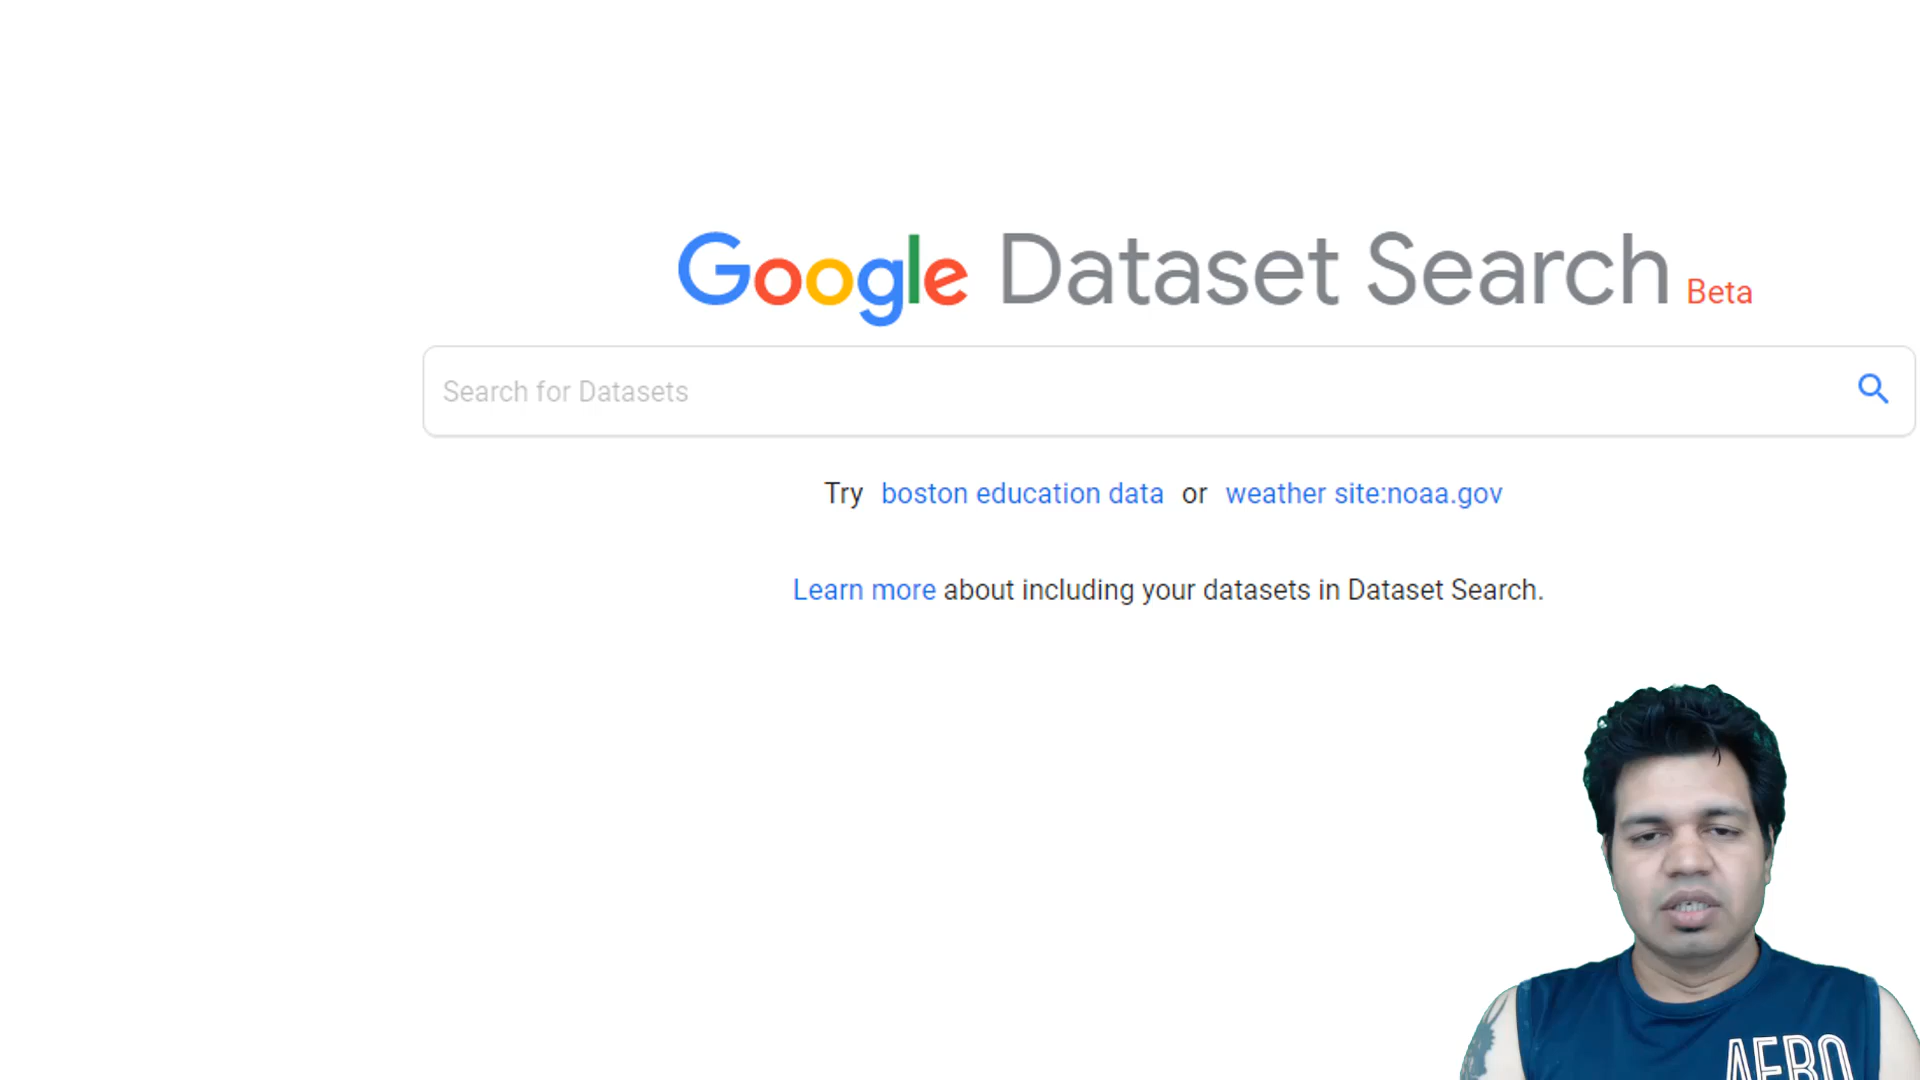 Google Dataset Search Beta
Search for Datasets
Try boston education data or weather site:noaa.gov
Learn more about including your datasets in Dataset Search.
AERO